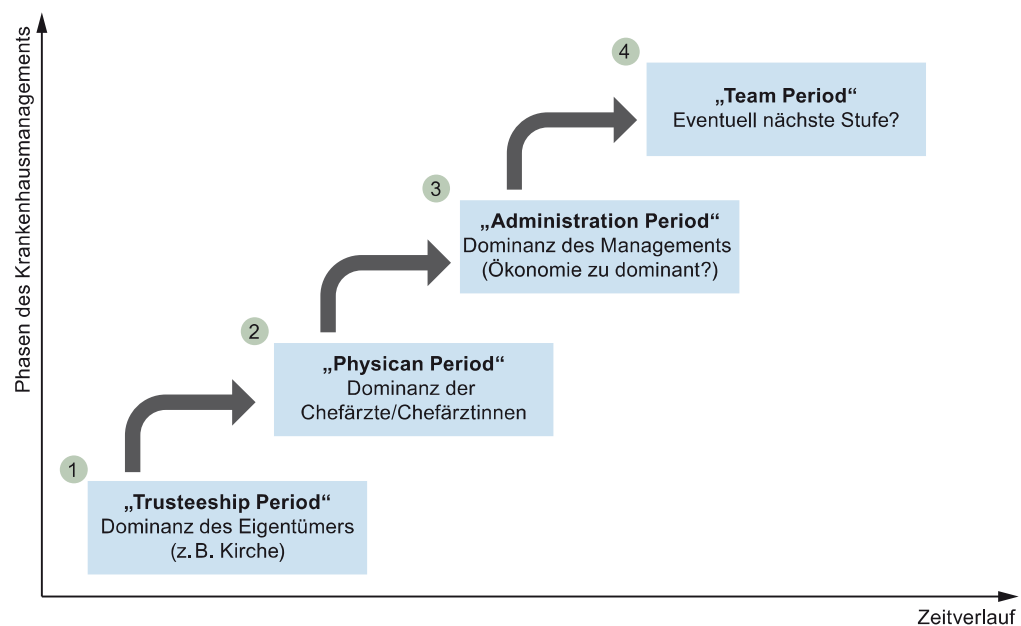 Phasen des Krankenhausmanagements
4
„Team Period“
Eventuell nächste Stufe?
3
„Administration Period“
Dominanz des Managements
(Ökonomie zu dominant?)
2
„Physican Period“
Dominanz der
Chefärzte/Chefärztinnen
1
„Trusteeship Period“
Dominanz des Eigentümers
(z. B. Kirche)
Zeitverlauf